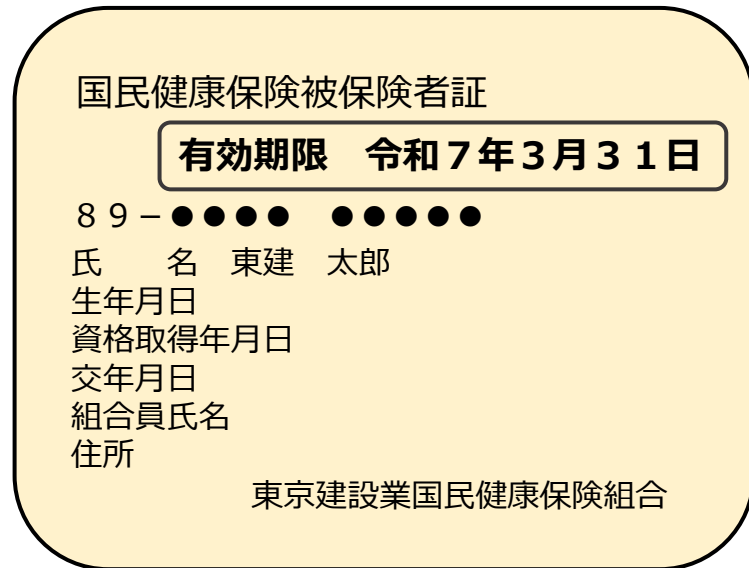 国民健康保険被保険者証
有効期限　令和７年３月３１日
８９－●●●●　●●●●●
氏　　名　東建　太郎
生年月日
資格取得年月日
交年月日
組合員氏名
住所
東京建設業国民健康保険組合